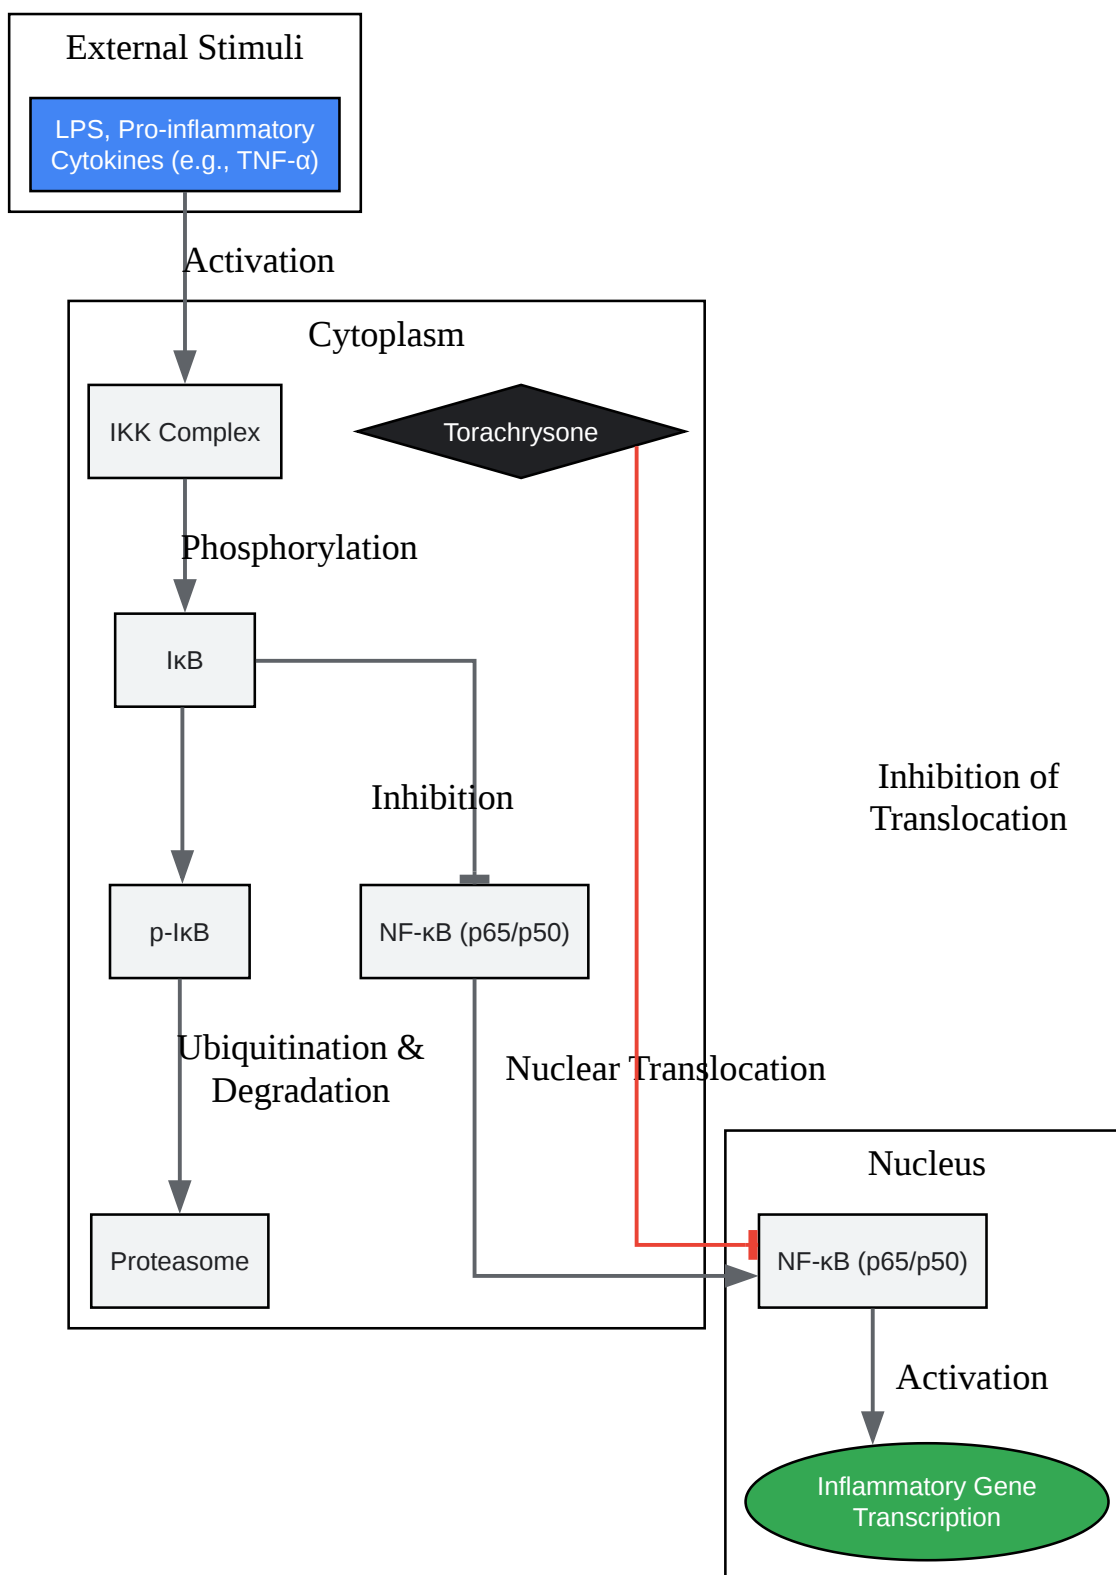 External Stimuli
LPS, Pro-inflammatory
Cytokines (e.g., TNF-α)
Activation
Cytoplasm
IKK Complex
Torachrysone
Phosphorylation
IκB
Inhibition
Inhibition of
Translocation
p-IκB
NF-κB (p65/p50)
Ubiquitination &
Degradation
Nuclear Translocation
Nucleus
Proteasome
NF-κB (p65/p50)
Activation
Inflammatory Gene
Transcription